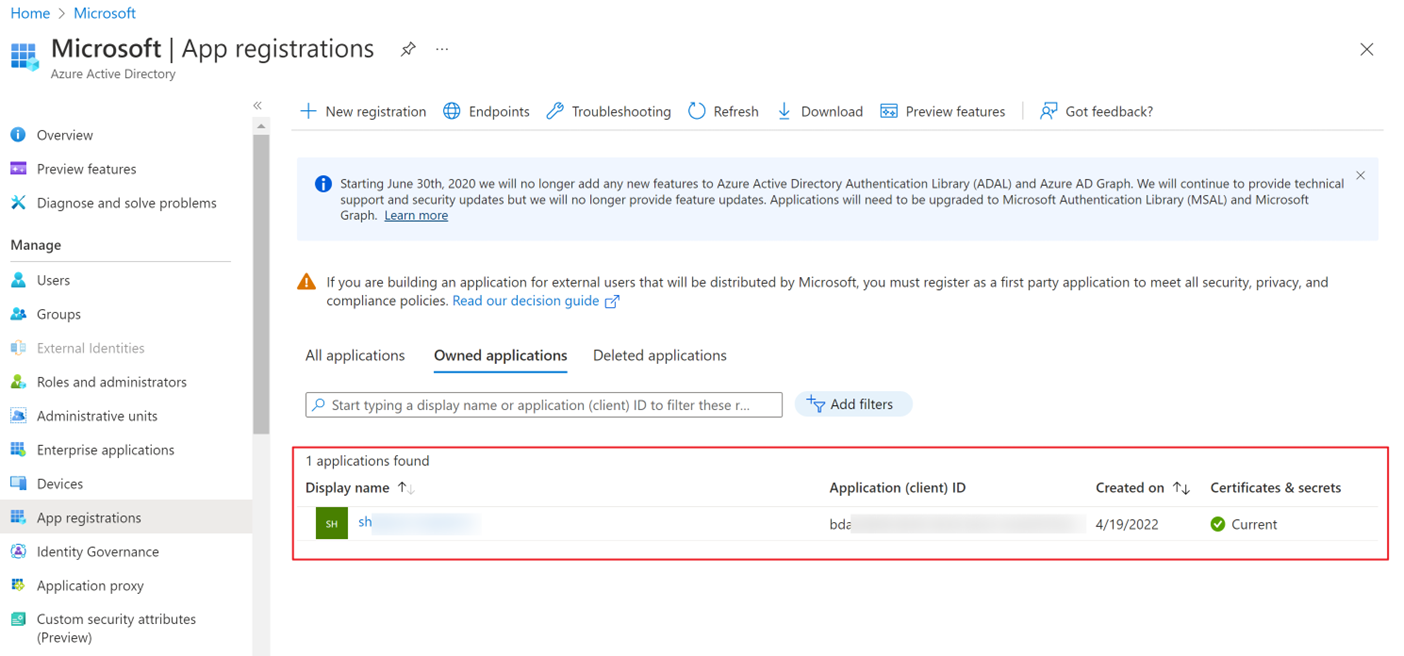 Home > Microsoft
Microsoft | App registrations
Azure Active Directory
Overview
Preview features
Diagnose and solve problems
Manage
Users
Groups
External Identities
Roles and administrators
Administrative units
Enterprise applications
Devices
App registrations
Identity Governance
Application proxy
Custom security attributes
(Preview)
New registration Endpoints Troubleshooting Refresh Download Preview features Got feedback?
Starting June 30th, 2020 we will no longer add any new features to Azure Active Directory Authentication Library (ADAL) and Azure AD Graph. We will continue to provide technical
support and security updates but we will no longer provide feature updates. Applications will need to be upgraded to Microsoft Authentication Library (MSAL) and Microsoft
Graph. Learn more
If you are building an application for external users that will be distributed by Microsoft, you must register as a first party application to meet all security, privacy, and
compliance policies. Read our decision guide
All applications Owned applications Deleted applications
Start typing a display name or application (client) ID to filter these r... Add filters
1 applications found
Display name Application (client) ID Created on Certificates & secrets
SH sh bda 4/19/2022 Current